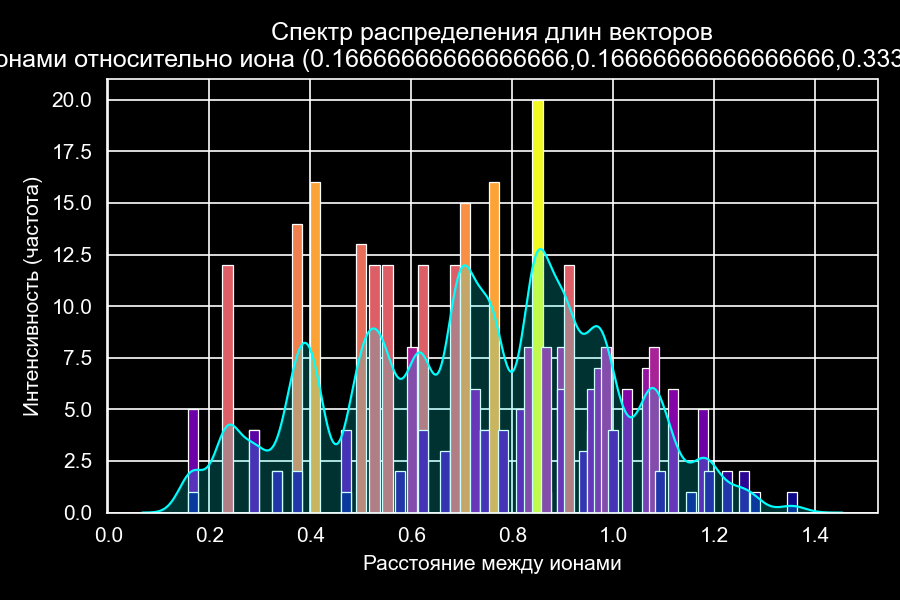 Спектр распределения длин векторов
онами относительно иона (0.16666666666666666,0.16666666666666666,0.333
20.0
17.5
15.0
12.5
10.0
7.5
5.0
2.5
0.0
Интенсивность (частота)
0.0 0.2 0.4 0.6 0.8 1.0 1.2 1.4
Расстояние между ионами